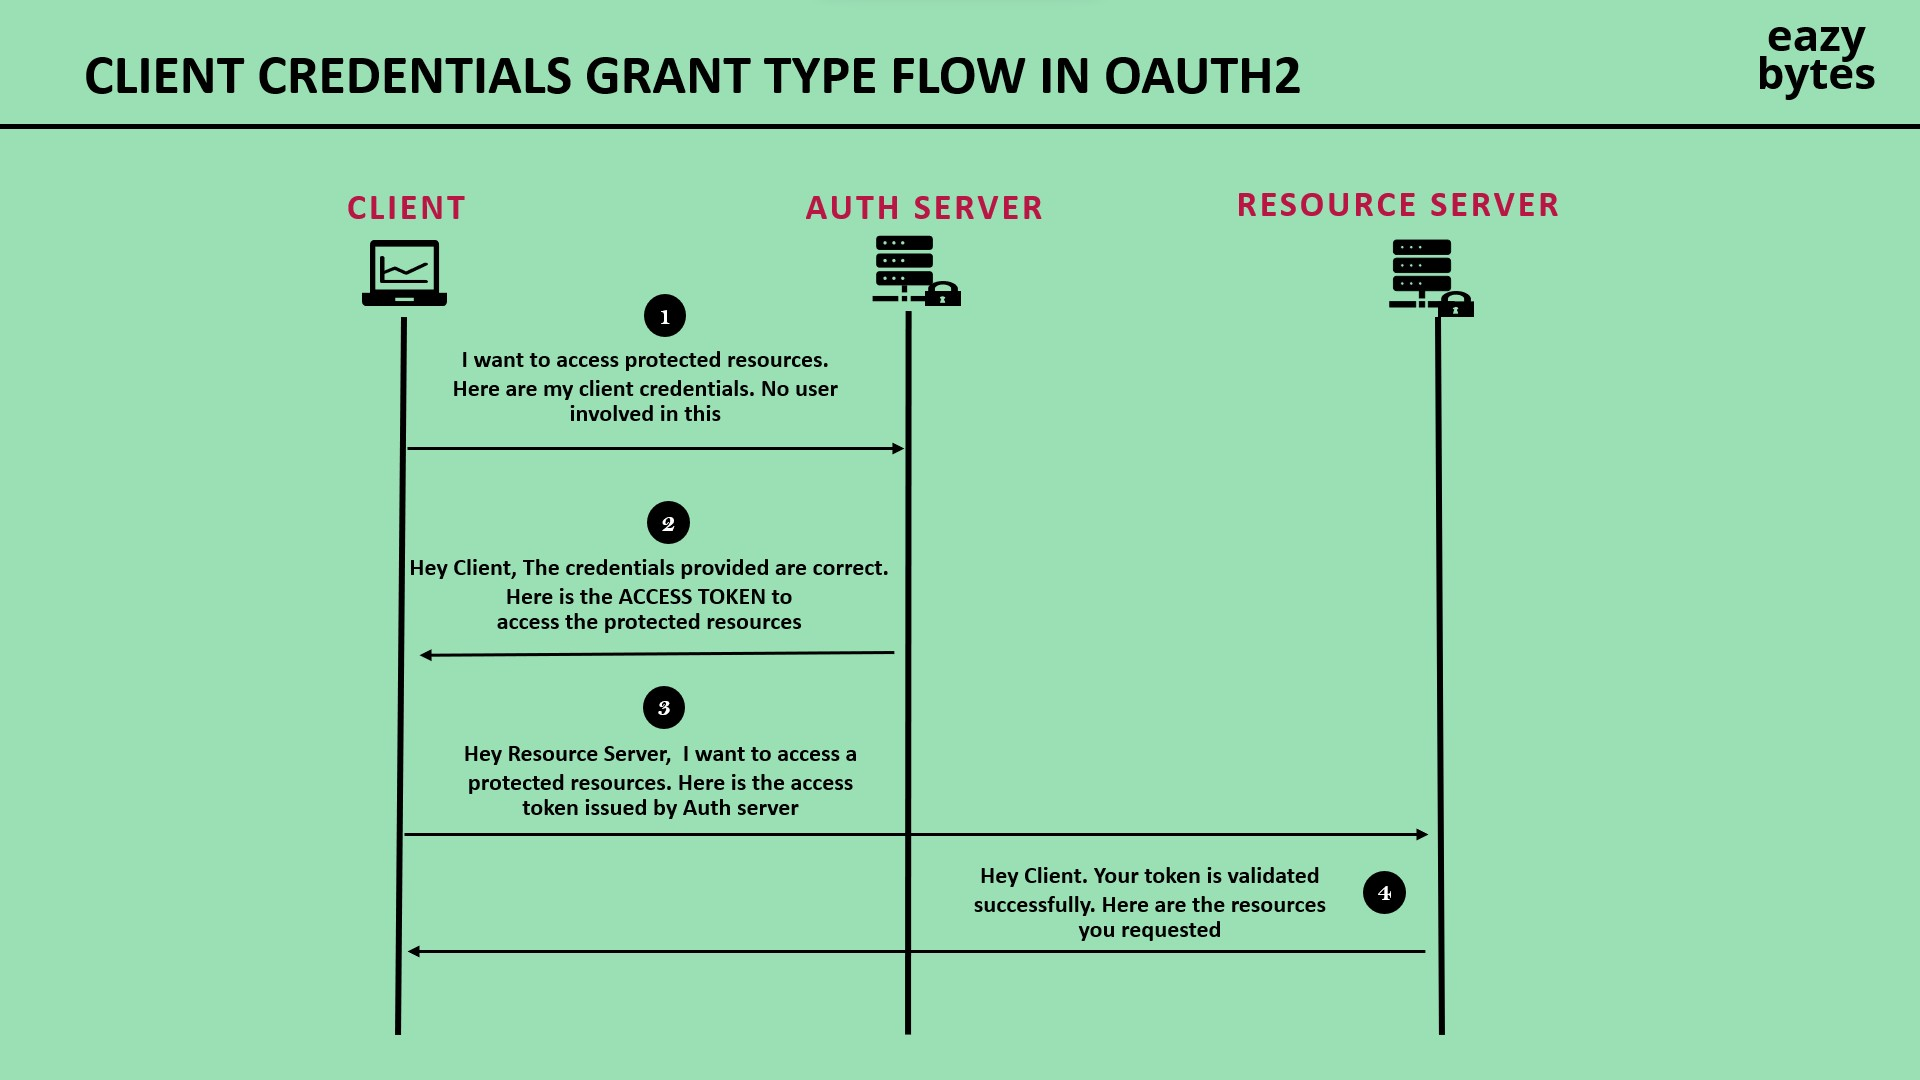 CLIENT CREDENTIALS GRANT TYPE FLOW IN OAUTH2
eazy
bytes
CLIENT
AUTH SERVER
RESOURCE SERVER
1
I want to access protected resources.
Here are my client credentials. No user
involved in this
2
Hey Client, The credentials provided are correct.
Here is the ACCESS TOKEN to
access the protected resources
3
Hey Resource Server,  I want to access a
protected resources. Here is the access
token issued by Auth server
4
Hey Client. Your token is validated
successfully. Here are the resources
you requested